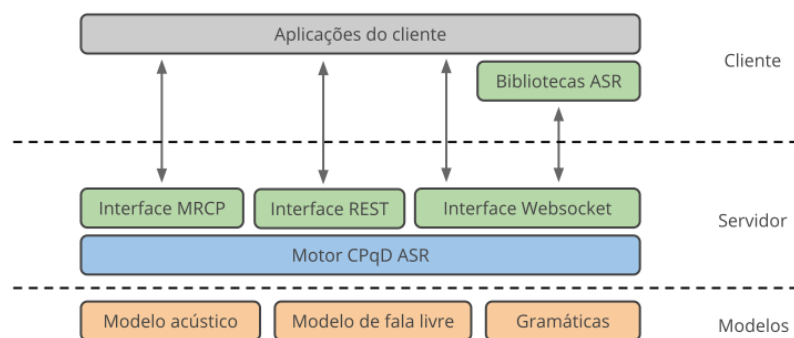 Aplicações do cliente
Cliente
Bibliotecas ASR
Interface MRCP
Interface REST
Interface Websocket
Servidor
Motor CPqD ASR
Modelo acústico
Modelo de fala livre
Gramáticas
Modelos